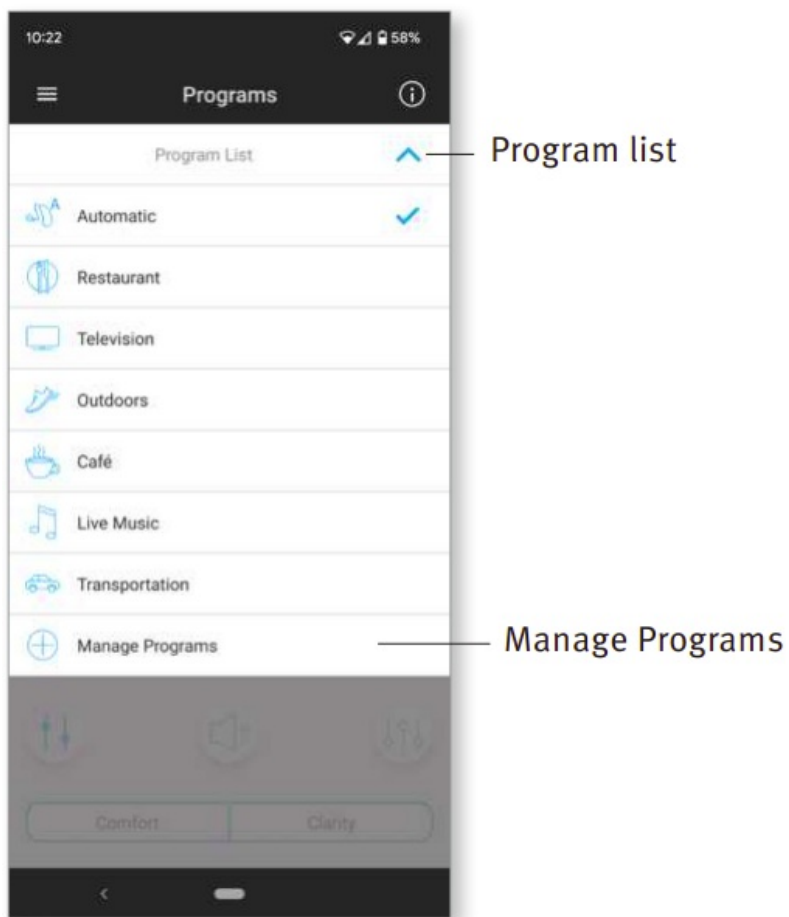 10:22 58%
Programs
Program List
Program list
A
Automatic
Restaurant
Television
Outdoors
Café
Live Music
Transportation
Manage Programs
Manage Programs
Comfort Clarity